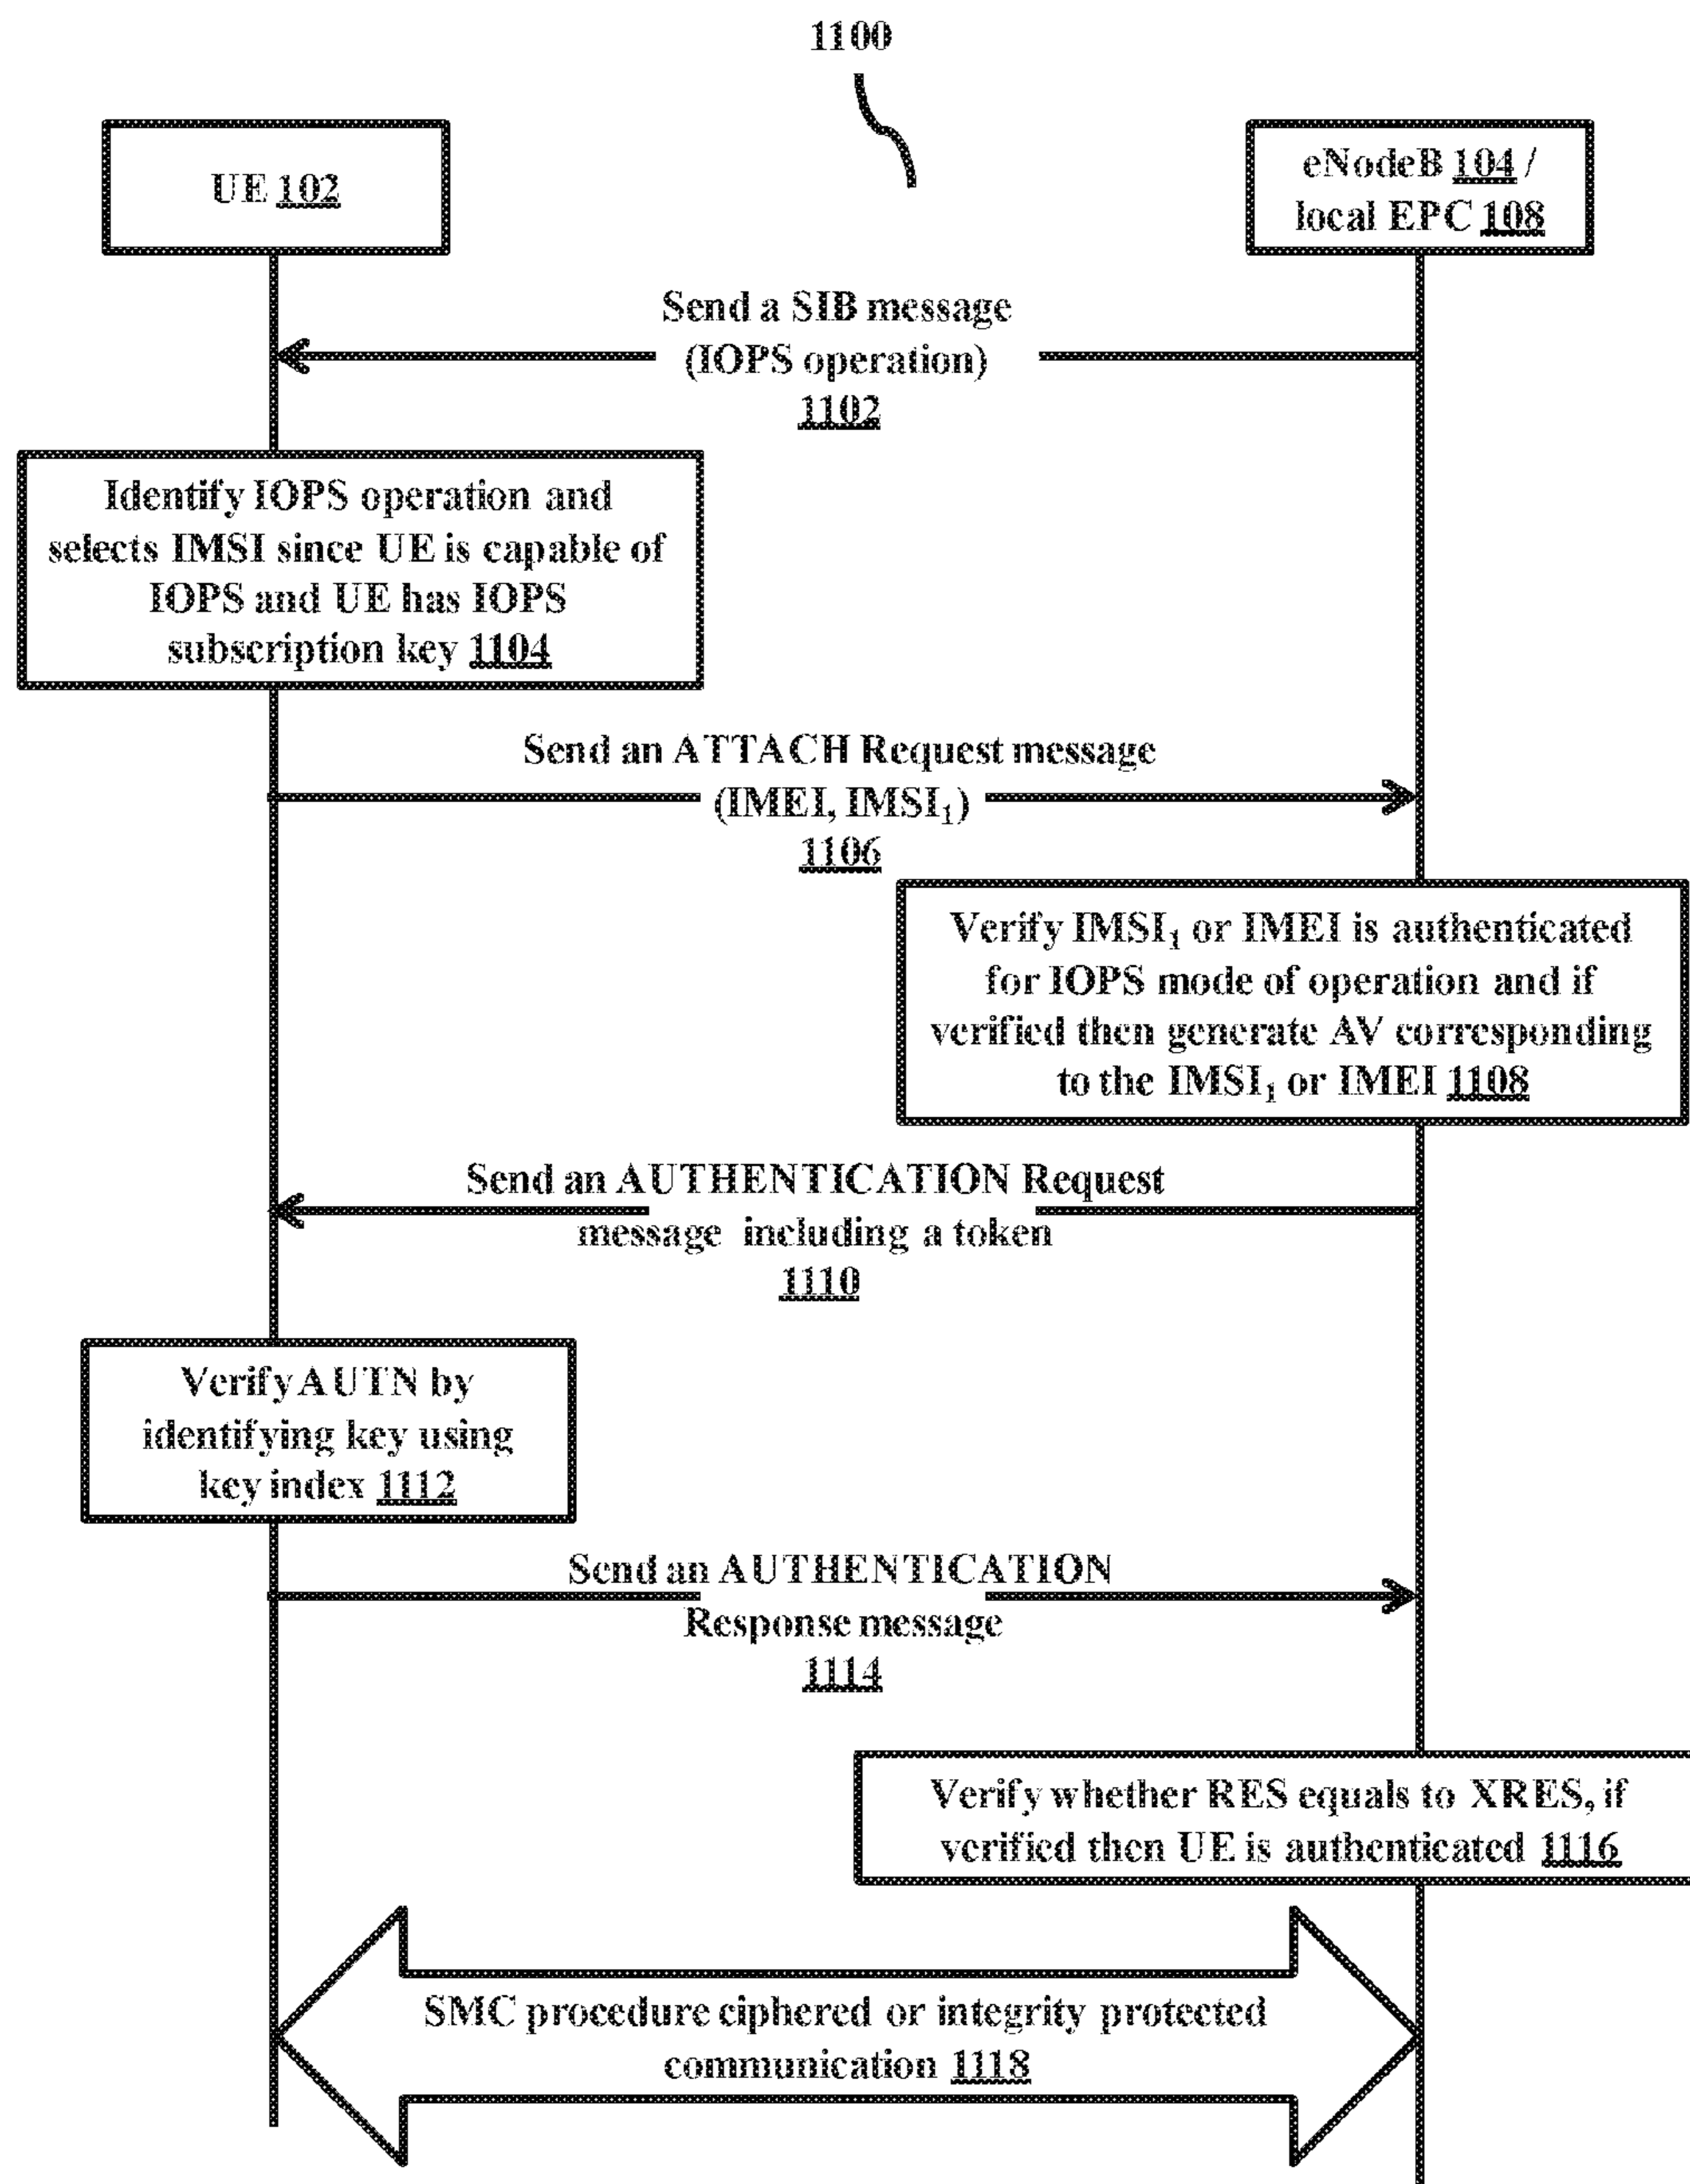 1100
UE 102
eNodeB 104 /
local EPC 108
Send a SIB message
(IOPS operation)
1102
Identify IOPS operation and
selects IMSI since UE is capable of
IOPS and UE has IOPS
subscription key 1104
Send an ATTACH Request message
(IMEI, IMSI₁)
1106
Verify IMSI₁ or IMEI is authenticated
for IOPS mode of operation and if
verified then generate AV corresponding
to the IMSI₁ or IMEI 1108
Send an AUTHENTICATION Request
message including a token
1110
Verify AUTN by
identifying key using
key index 1112
Send an AUTHENTICATION
Response message
1114
Verify whether RES equals to XRES, if
verified then UE is authenticated 1116
SMC procedure ciphered or integrity protected
communication 1118